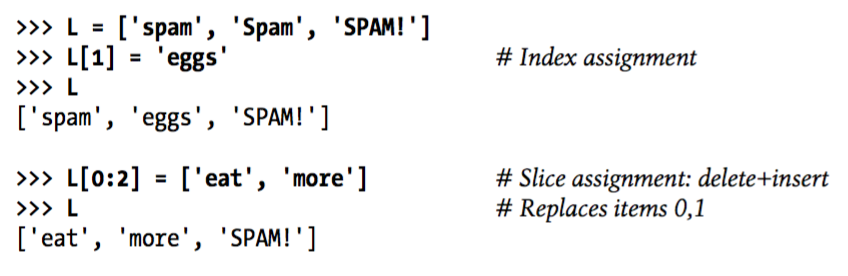 >>> L = ['spam', 'Spam', 'SPAM!']
>>> L[1] = 'eggs' # Index assignment
>>> L
['spam', 'eggs', 'SPAM!']
>>> L[0:2] = ['eat', 'more'] # Slice assignment: delete+insert
>>> L # Replaces items 0,1
['eat', 'more', 'SPAM!']